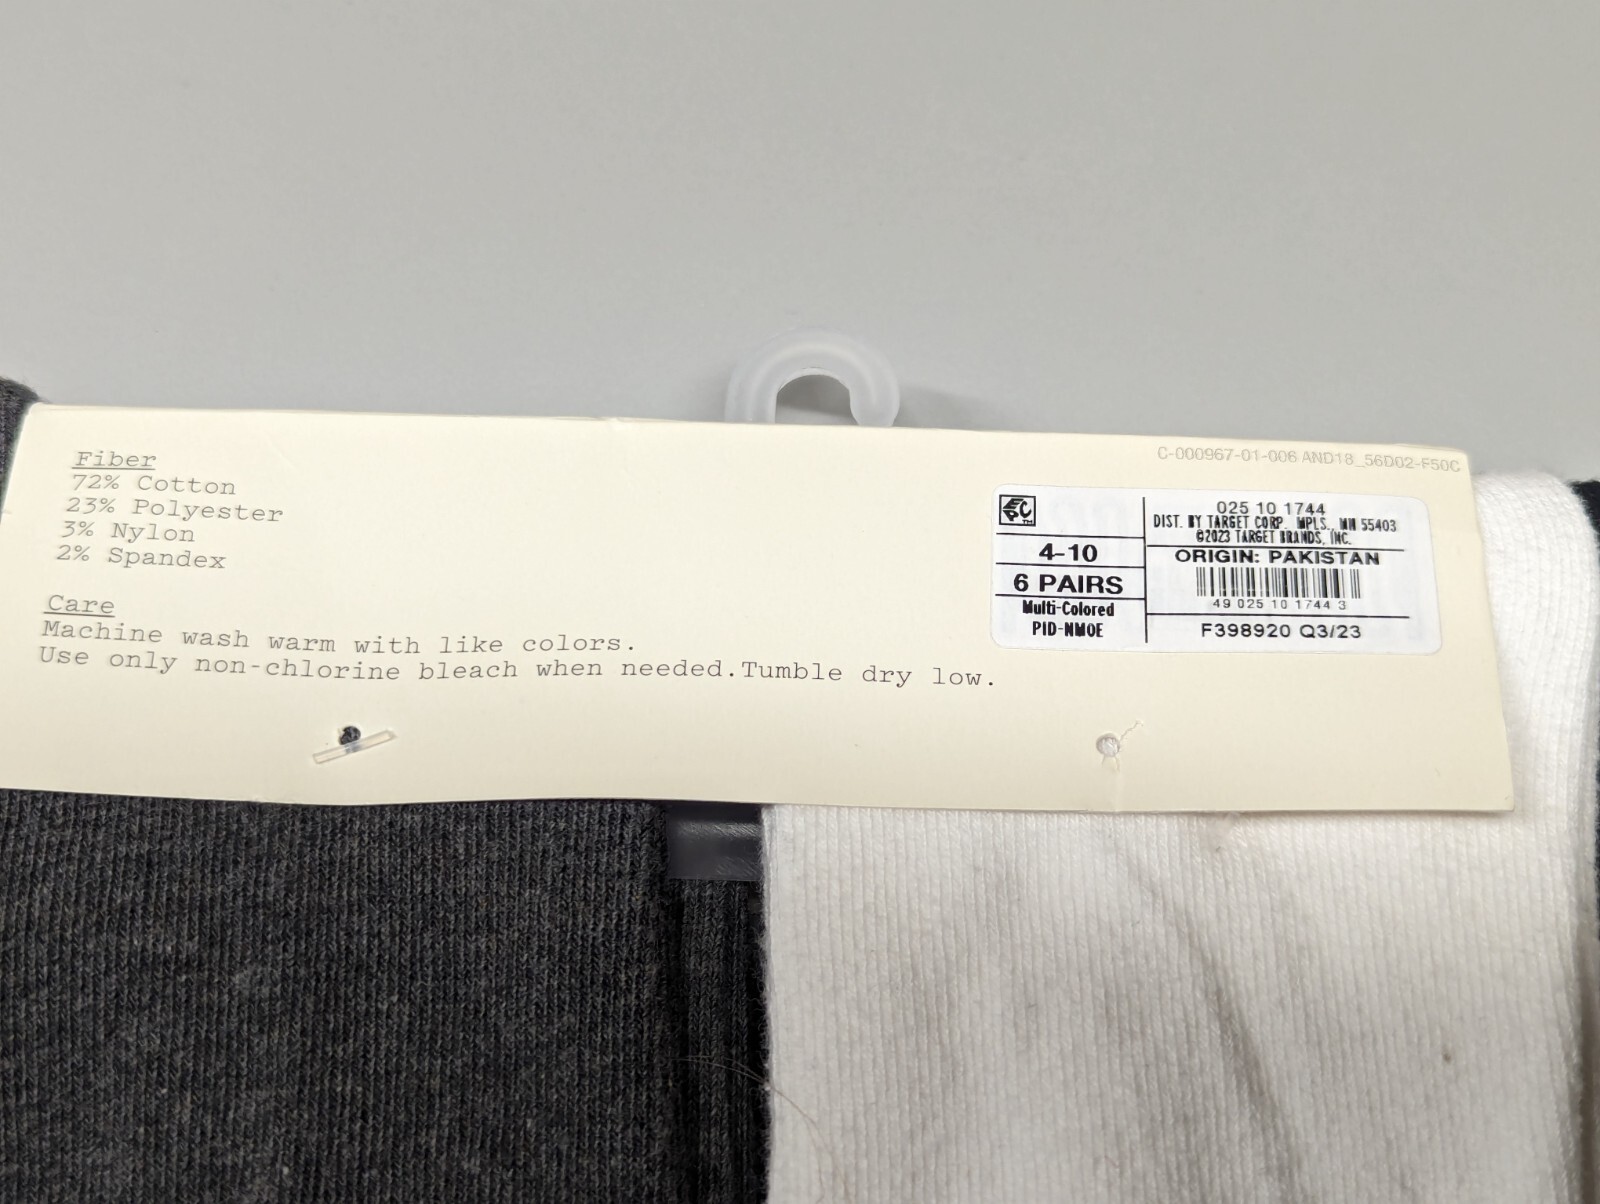 Fiber
72% Cotton
23% Polyester
3% Nylon
2% Spandex
Care
Machine wash warm with like colors.
Use only non-chlorine bleach when needed.Tumble dry low.
C-000967-01-006 AND18_56D02-F50C
EPC™
4-10
6 PAIRS
Multi-Colored
PID-NM0E
025 10 1744
DIST. BY TARGET CORP. MPLS., MN 55403
©2023 TARGET BRANDS, INC.
ORIGIN: PAKISTAN
49 025 10 1744 3
F398920 Q3/23